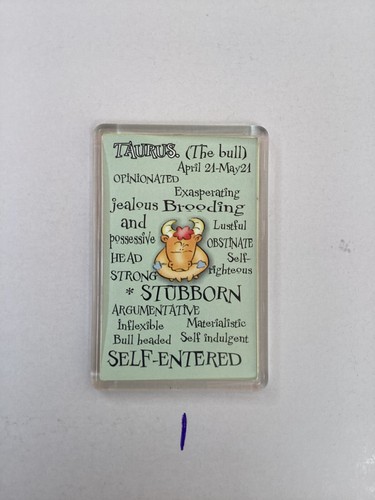 TAURUS. (The bull)
April 21-May21
OPINIONATED
Exasperating
jealous Brooding
and Lustful
possessive OBSTINATE
HEAD Self-
STRONG righteous
* STUBBORN
ARGUMENTATIVE
Inflexible Materialistic
Bull headed Self indulgent
SELF-ENTERED
1